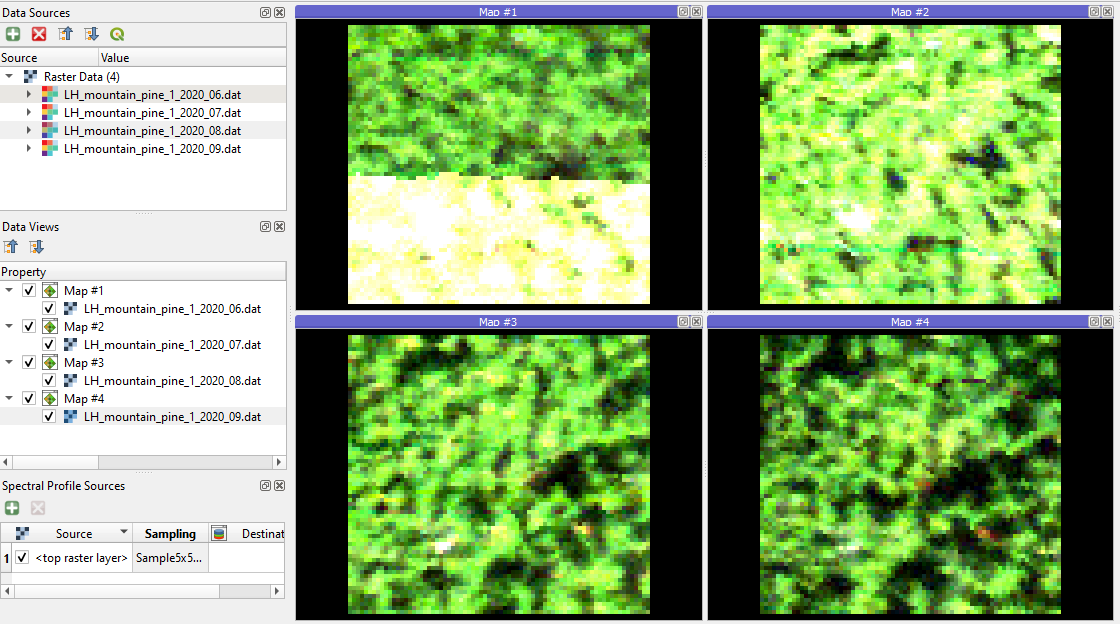 Data Sources
Source Value
Raster Data (4)
LH_mountain_pine_1_2020_06.dat
LH_mountain_pine_1_2020_07.dat
LH_mountain_pine_1_2020_08.dat
LH_mountain_pine_1_2020_09.dat
Data Views
Property
Map #1
LH_mountain_pine_1_2020_06.dat
Map #2
LH_mountain_pine_1_2020_07.dat
Map #3
LH_mountain_pine_1_2020_08.dat
Map #4
LH_mountain_pine_1_2020_09.dat
Spectral Profile Sources
Source Sampling Destinat
1 <top raster layer> Sample5x5...
Map #1
Map #2
Map #3
Map #4